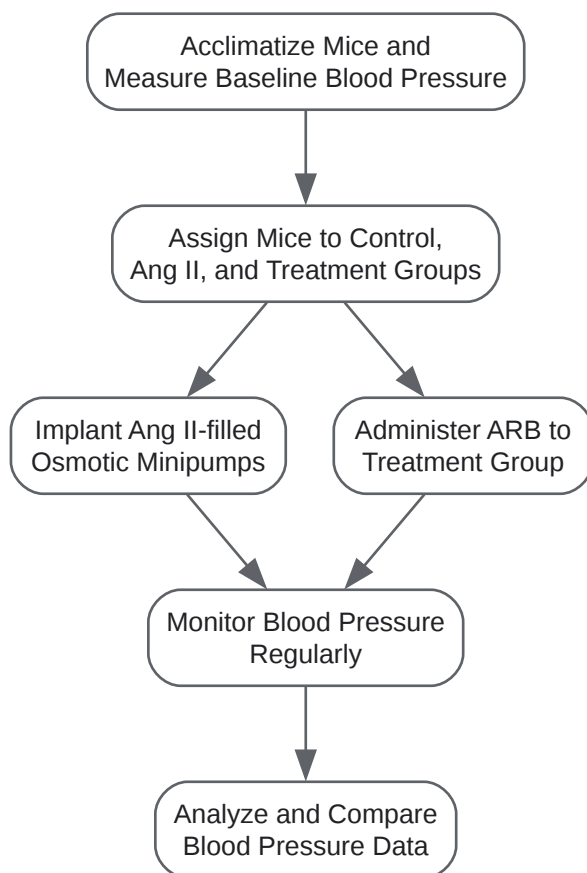 Acclimatize Mice and
Measure Baseline Blood Pressure
Assign Mice to Control,
Ang II, and Treatment Groups
Implant Ang II-filled
Osmotic Minipumps
Administer ARB to
Treatment Group
Monitor Blood Pressure
Regularly
Analyze and Compare
Blood Pressure Data